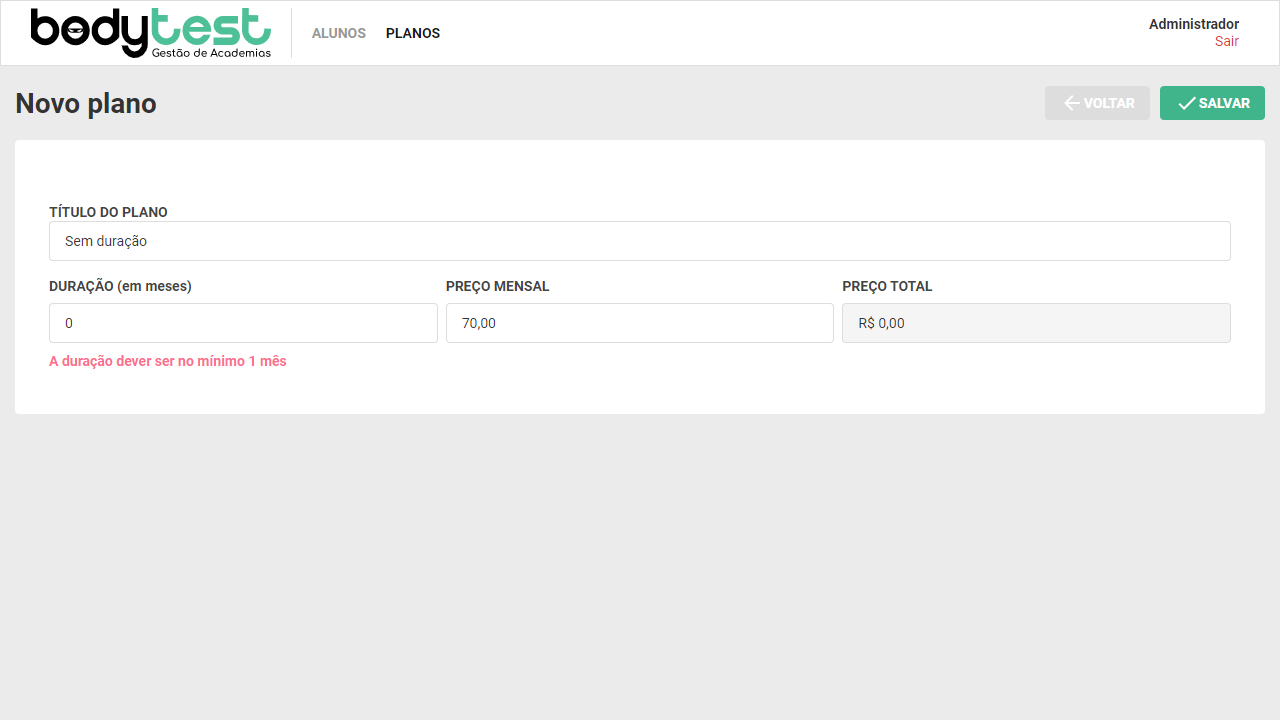 bodytest
Gestão de Academias
ALUNOS PLANOS
Administrador
Sair
Novo plano
VOLTAR SALVAR
TÍTULO DO PLANO
Sem duração
DURAÇÃO (em meses) PREÇO MENSAL PREÇO TOTAL
0 70,00 R$ 0,00
A duração dever ser no mínimo 1 mês